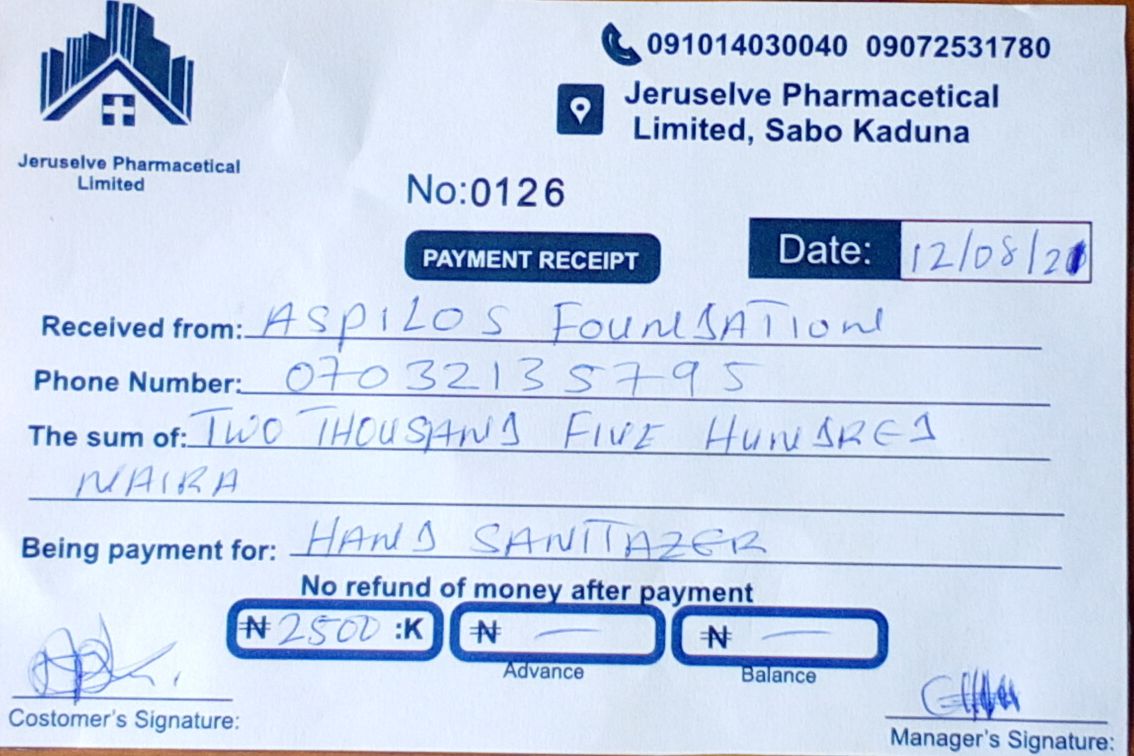 091014030040 09072531780
Jeruselve Pharmacetical
Limited, Sabo Kaduna
Jeruselve Pharmacetical
Limited
No:0126
PAYMENT RECEIPT
Date: 12/08/21
Received from: ASPILOS FOUNDATION
Phone Number: 07032135795
The sum of: TWO THOUSAND FIVE HUNDRED
NAIRA
Being payment for: HAND SANITAZER
No refund of money after payment
₦ 2500 :K ₦ — ₦ —
Advance Balance
Costomer's Signature:
Manager's Signature: